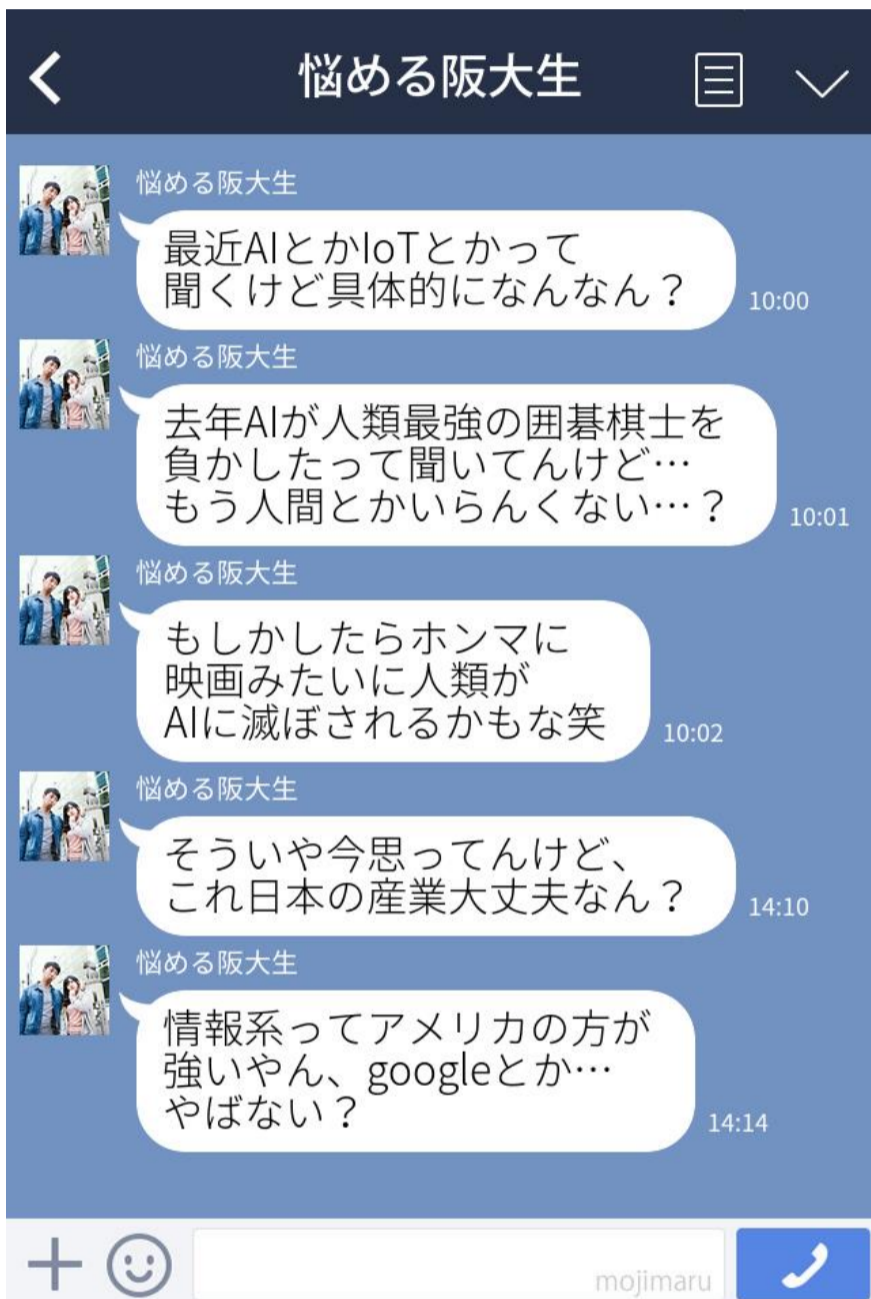 悩める阪大生
悩める阪大生
最近AIとかIoTとかって
聞くけど具体的になんなん？
10:00
悩める阪大生
去年AIが人類最強の囲碁棋士を
負かしたって聞いてんけど…
もう人間とかいらんくない…？
10:01
悩める阪大生
もしかしたらホンマに
映画みたいに人類が
AIに滅ぼされるかもな笑
10:02
悩める阪大生
そういや今思ってんけど、
これ日本の産業大丈夫なん？
14:10
悩める阪大生
情報系ってアメリカの方が
強いやん、googleとか…
やばない？
14:14
mojimaru